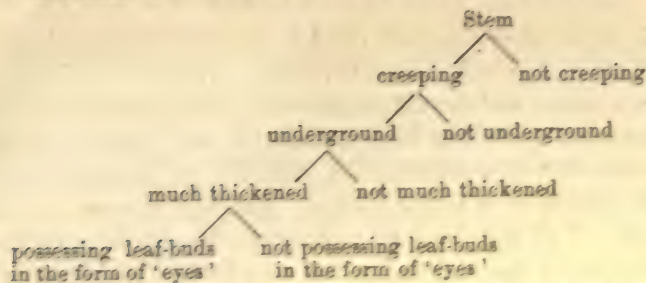 Stem
creeping not creeping
underground not underground
much thickened not much thickened
possessing leaf-buds not possessing leaf-buds
in the form of ‘eyes’ in the form of ‘eyes’